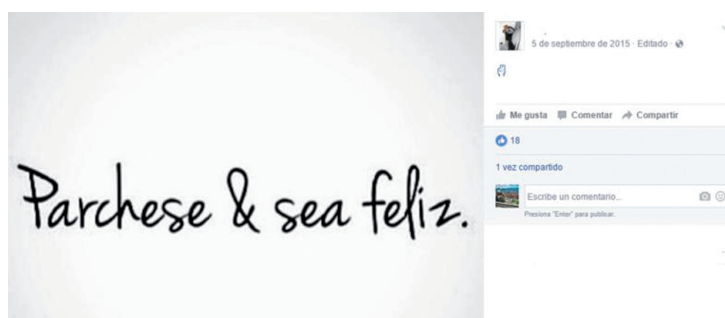 Parchese & sea feliz.
5 de septiembre de 2015 · Editado ·
Me gusta Comentar Compartir
18
1 vez compartido
Escribe un comentario...
Presiona "Enter" para publicar.